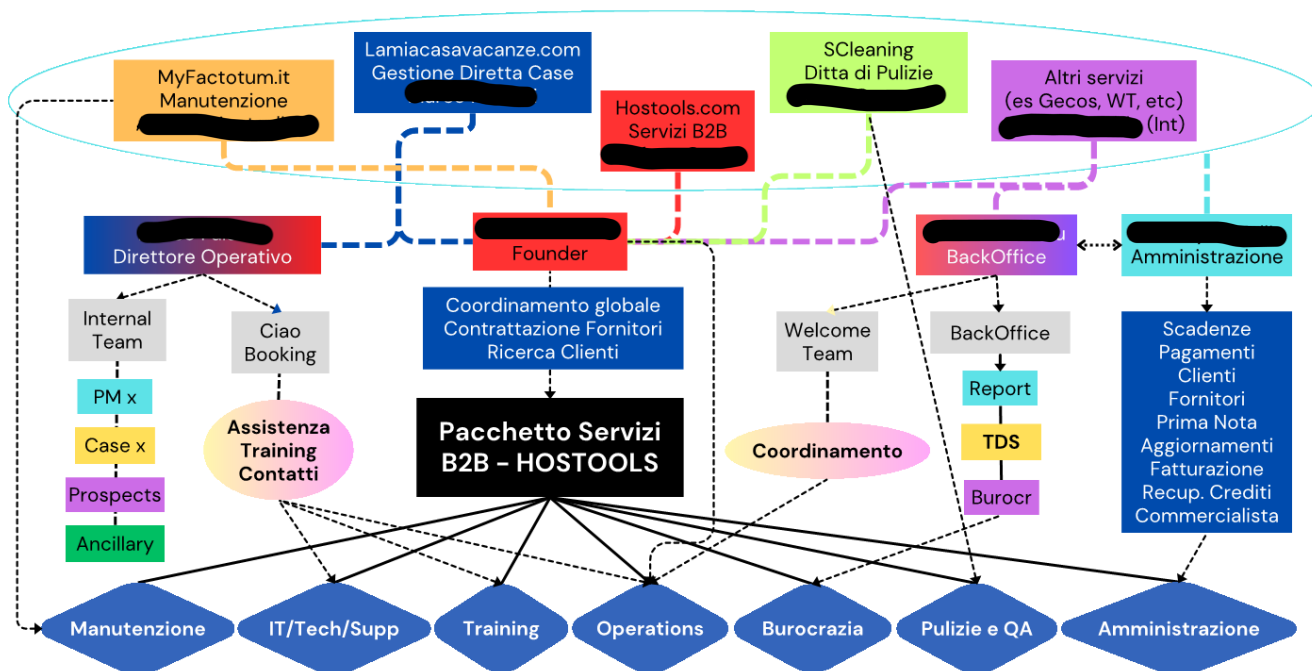 MyFactotum.it
Manutenzione
Lamiacasavacanze.com
Gestione Diretta Case
Hostools.com
Servizi B2B
SCleaning
Ditta di Pulizie
Altri servizi
(es Gecos, WT, etc)
(Int)
Direttore Operativo
Founder
BackOffice
Amministrazione
Internal
Team
PM x
Case x
Prospects
Ancillary
Ciao
Booking
Assistenza
Training
Contatti
Coordinamento globale
Contrattazione Fornitori
Ricerca Clienti
Pacchetto Servizi
B2B - HOSTOOLS
Welcome
Team
Coordinamento
BackOffice
Report
TDS
Burocr
Scadenze
Pagamenti
Clienti
Fornitori
Prima Nota
Aggiornamenti
Fatturazione
Recup. Crediti
Commercialista
Manutenzione
IT/Tech/Supp
Training
Operations
Burocrazia
Pulizie e QA
Amministrazione